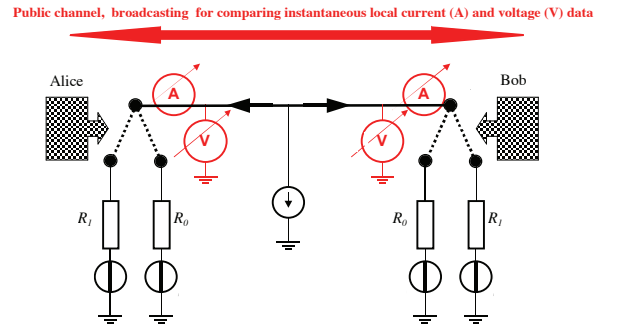 Public channel, broadcasting for comparing instantaneous local current (A) and voltage (V) data
Alice
Bob
A
A
V
V
R1
R0
R0
R1